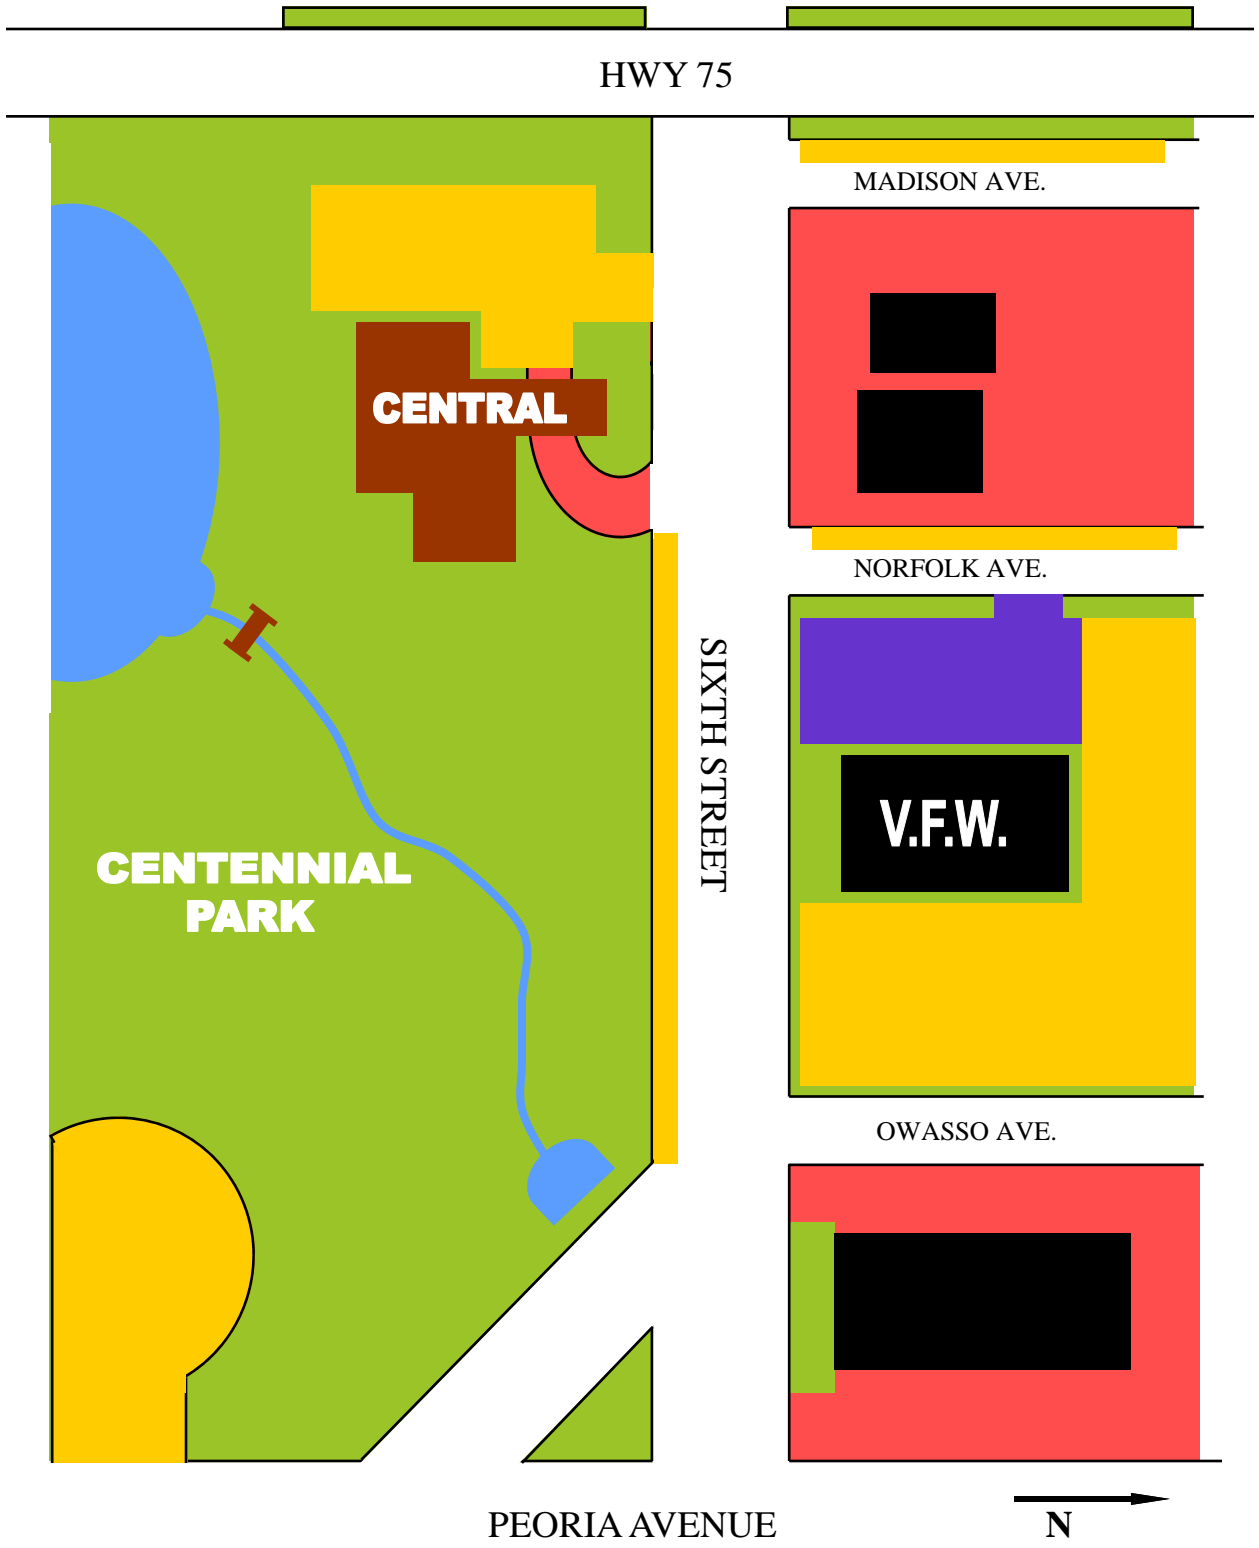 HWY 75
MADISON AVE.
CENTRAL
NORFOLK AVE.
SIXTH STREET
V.F.W.
CENTENNIAL
PARK
OWASSO AVE.
PEORIA AVENUE
N